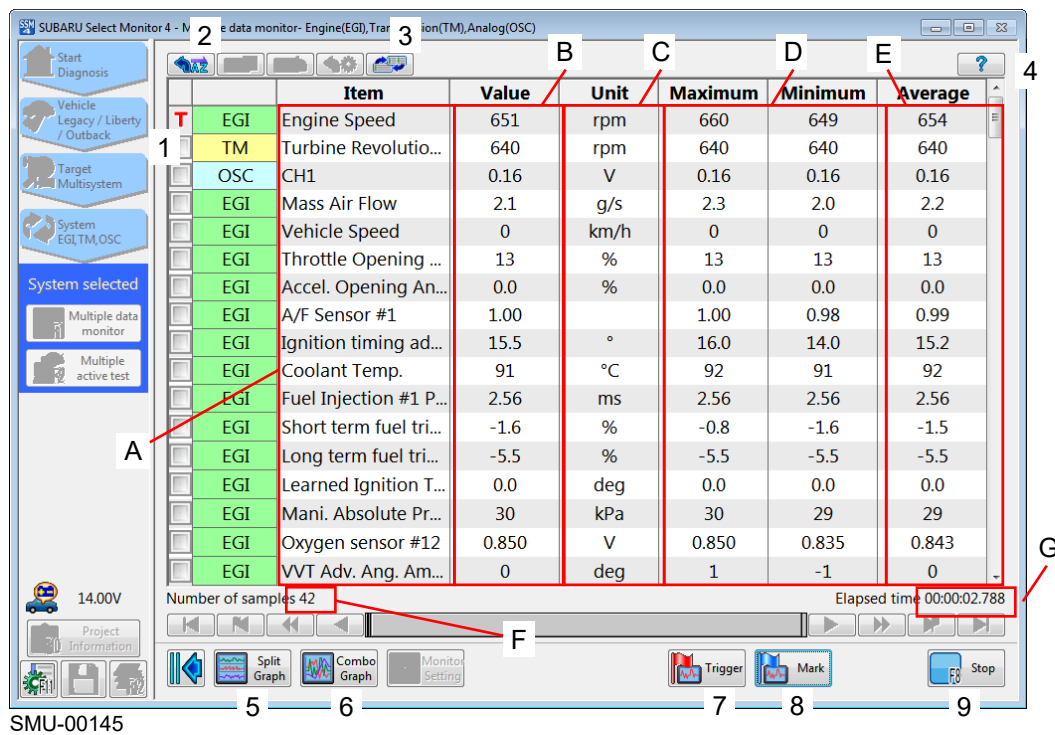 SUBARU Select Monitor 4 - M le data monitor- Engine(EGI),Tran ion(TM),Analog(OSC)
2
3
B
C
D
E
4
Start
Diagnosis
Vehicle
Legacy / Liberty
/ Outback
Target
Multisystem
System
EGI,TM,OSC
System selected
Multiple data
monitor
Multiple
active test
AZ
?
1
A
Item Value Unit Maximum Minimum Average
T EGI Engine Speed 651 rpm 660 649 654
TM Turbine Revolutio... 640 rpm 640 640 640
OSC CH1 0.16 V 0.16 0.16 0.16
EGI Mass Air Flow 2.1 g/s 2.3 2.0 2.2
EGI Vehicle Speed 0 km/h 0 0 0
EGI Throttle Opening ... 13 % 13 13 13
EGI Accel. Opening An... 0.0 % 0.0 0.0 0.0
EGI A/F Sensor #1 1.00 1.00 0.98 0.99
EGI Ignition timing ad... 15.5 ° 16.0 14.0 15.2
EGI Coolant Temp. 91 °C 92 91 92
EGI Fuel Injection #1 P... 2.56 ms 2.56 2.56 2.56
EGI Short term fuel tri... -1.6 % -0.8 -1.6 -1.5
EGI Long term fuel tri... -5.5 % -5.5 -5.5 -5.5
EGI Learned Ignition T... 0.0 deg 0.0 0.0 0.0
EGI Mani. Absolute Pr... 30 kPa 30 29 29
EGI Oxygen sensor #12 0.850 V 0.850 0.835 0.843
EGI VVT Adv. Ang. Am... 0 deg 1 -1 0
G
14.00V
Number of samples 42
Elapsed time 00:00:02.788
F
Project
Information
F11
F12
Split
Graph
Combo
Graph
Monitor
Setting
Trigger
Mark
F8 Stop
5
6
7
8
9
SMU-00145